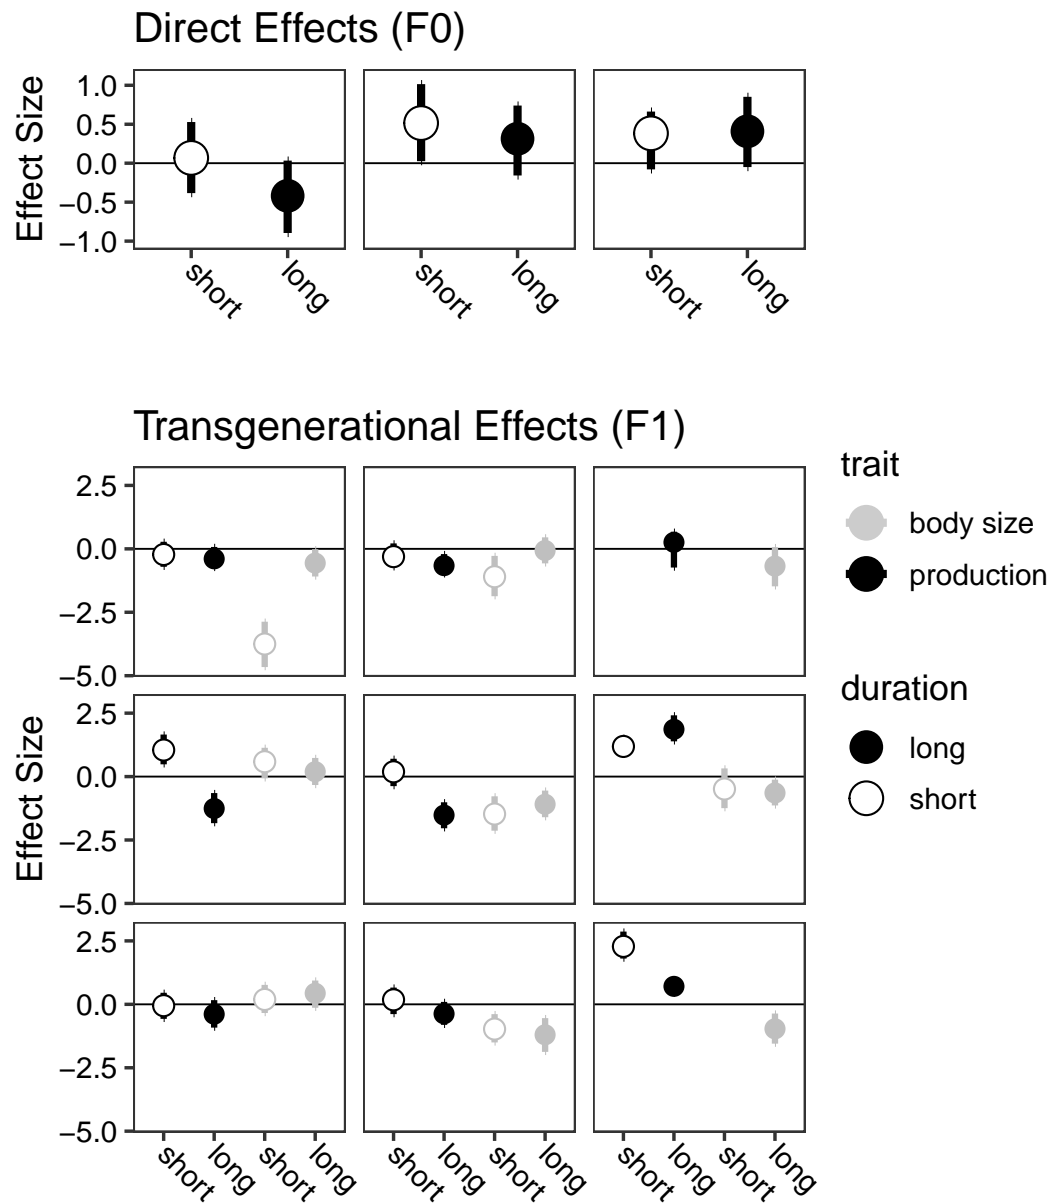 Direct Effects (F0)
Effect Size
1.0
0.5
0.0
−0.5
−1.0
short long short long short long
Transgenerational Effects (F1)
Effect Size
2.5
0.0
−2.5
−5.0
2.5
0.0
−2.5
−5.0
2.5
0.0
−2.5
−5.0
short long short long short long short long short long short long
trait
body size
production
duration
long
short